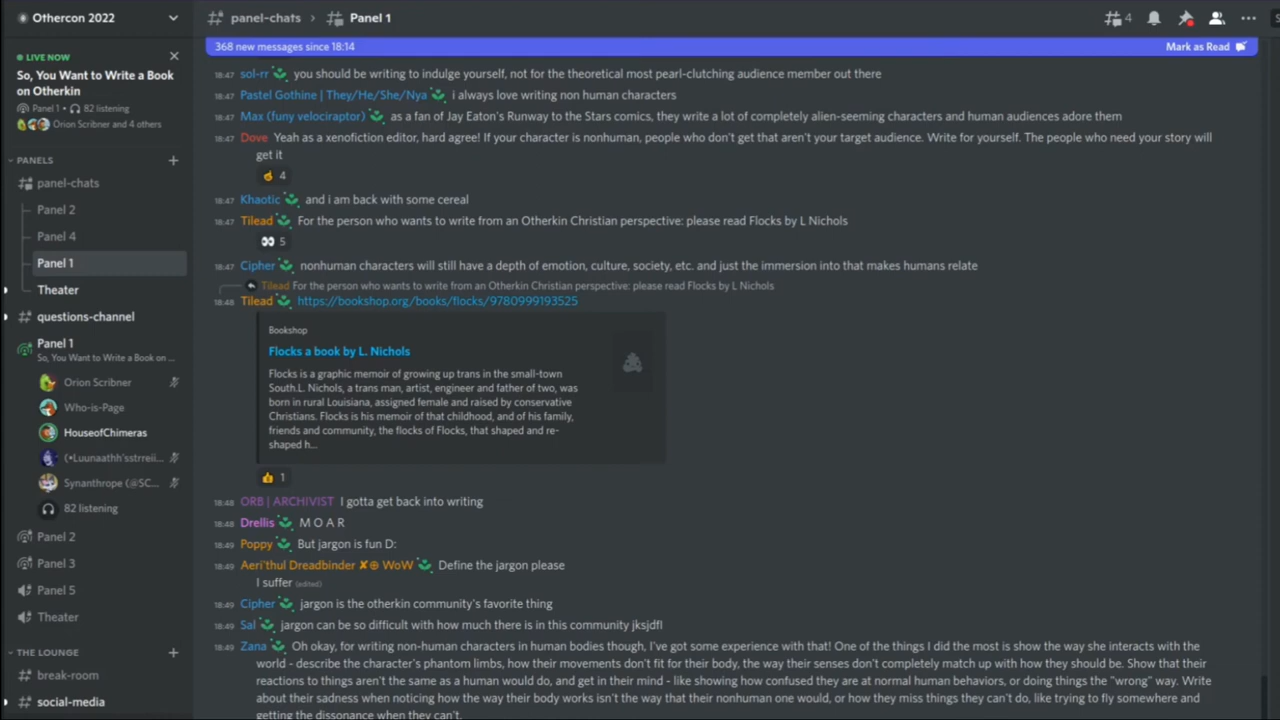 Othercon 2022
LIVE NOW
So, You Want to Write a Book
on Otherkin
Panel 1 • 82 listening
Orion Scribner and 4 others
PANELS
panel-chats
Panel 2
Panel 4
Panel 1
Theater
questions-channel
Panel 1
So, You Want to Write a Book on ...
Orion Scribner
Who-is-Page
HouseofChimeras
(•Luunaathh'sstrreii...
Synanthrope (@SC...
82 listening
Panel 2
Panel 3
Panel 5
Theater
THE LOUNGE
break-room
social-media
panel-chats > Panel 1
4
368 new messages since 18:14
Mark as Read
18:47 sol-rr you should be writing to indulge yourself, not for the theoretical most pearl-clutching audience member out there
18:47 Pastel Gothine | They/He/She/Nya i always love writing non human characters
18:47 Max (funy velociraptor) as a fan of Jay Eaton's Runway to the Stars comics, they write a lot of completely alien-seeming characters and human audiences adore them
18:47 Dove Yeah as a xenofiction editor, hard agree! If your character is nonhuman, people who don't get that aren't your target audience. Write for yourself. The people who need your story will
get it
4
18:47 Khaotic and i am back with some cereal
18:47 Tilead For the person who wants to write from an Otherkin Christian perspective: please read Flocks by L Nichols
5
18:47 Cipher nonhuman characters will still have a depth of emotion, culture, society, etc. and just the immersion into that makes humans relate
Tilead For the person who wants to write from an Otherkin Christian perspective: please read Flocks by L Nichols
18:48 Tilead https://bookshop.org/books/flocks/9780999193525
Bookshop
Flocks a book by L. Nichols
Flocks is a graphic memoir of growing up trans in the small-town
South.L. Nichols, a trans man, artist, engineer and father of two, was
born in rural Louisiana, assigned female and raised by conservative
Christians. Flocks is his memoir of that childhood, and of his family,
friends and community, the flocks of Flocks, that shaped and re-
shaped h...
1
18:48 ORB | ARCHIVIST I gotta get back into writing
18:48 Drellis M O A R
18:49 Poppy But jargon is fun D:
18:49 Aeri'thul Dreadbinder ✘⊕ WoW Define the jargon please
I suffer (edited)
18:49 Cipher jargon is the otherkin community's favorite thing
18:49 Sal jargon can be so difficult with how much there is in this community jksjdfl
18:49 Zana Oh okay, for writing non-human characters in human bodies though, I've got some experience with that! One of the things I did the most is show the way she interacts with the
world - describe the character's phantom limbs, how their movements don't fit for their body, the way their senses don't completely match up with how they should be. Show that their
reactions to things aren't the same as a human would do, and get in their mind - like showing how confused they are at normal human behaviors, or doing things the "wrong" way. Write
about their sadness when noticing how the way their body works isn't the way that their nonhuman one would, or how they miss things they can't do, like trying to fly somewhere and
getting the dissonance when they can't.